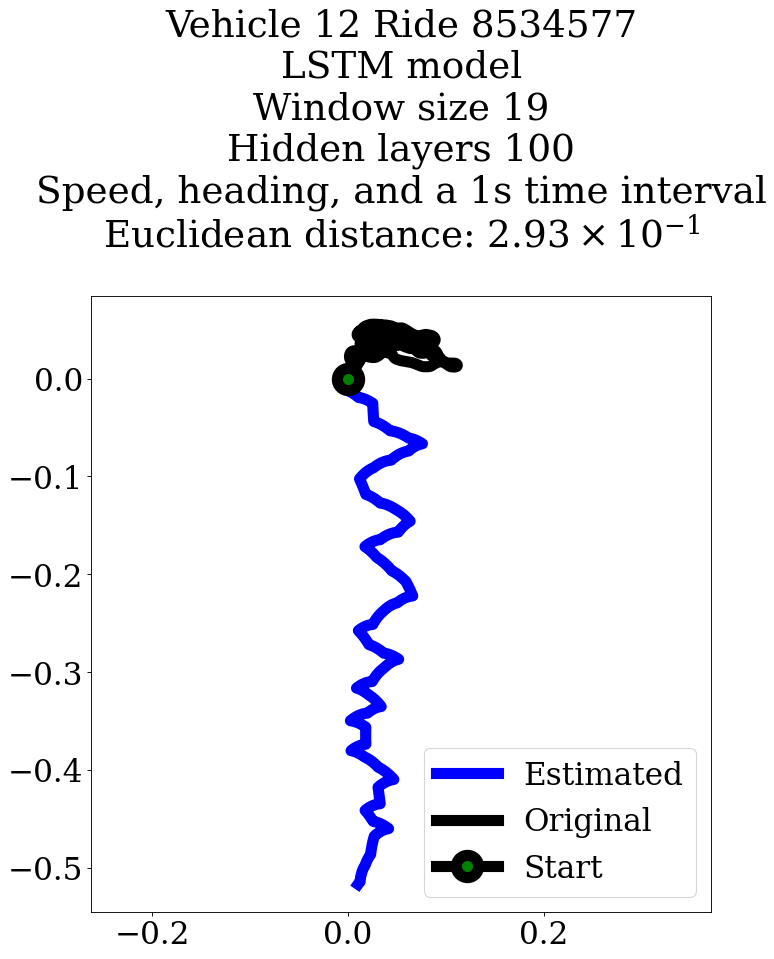 Vehicle 12 Ride 8534577
LSTM model
Window size 19
Hidden layers 100
Speed, heading, and a 1s time interval
Euclidean distance: 2.93 × 10⁻¹
0.0
−0.1
−0.2
−0.3
−0.4
−0.5
Estimated
Original
Start
−0.2 0.0 0.2